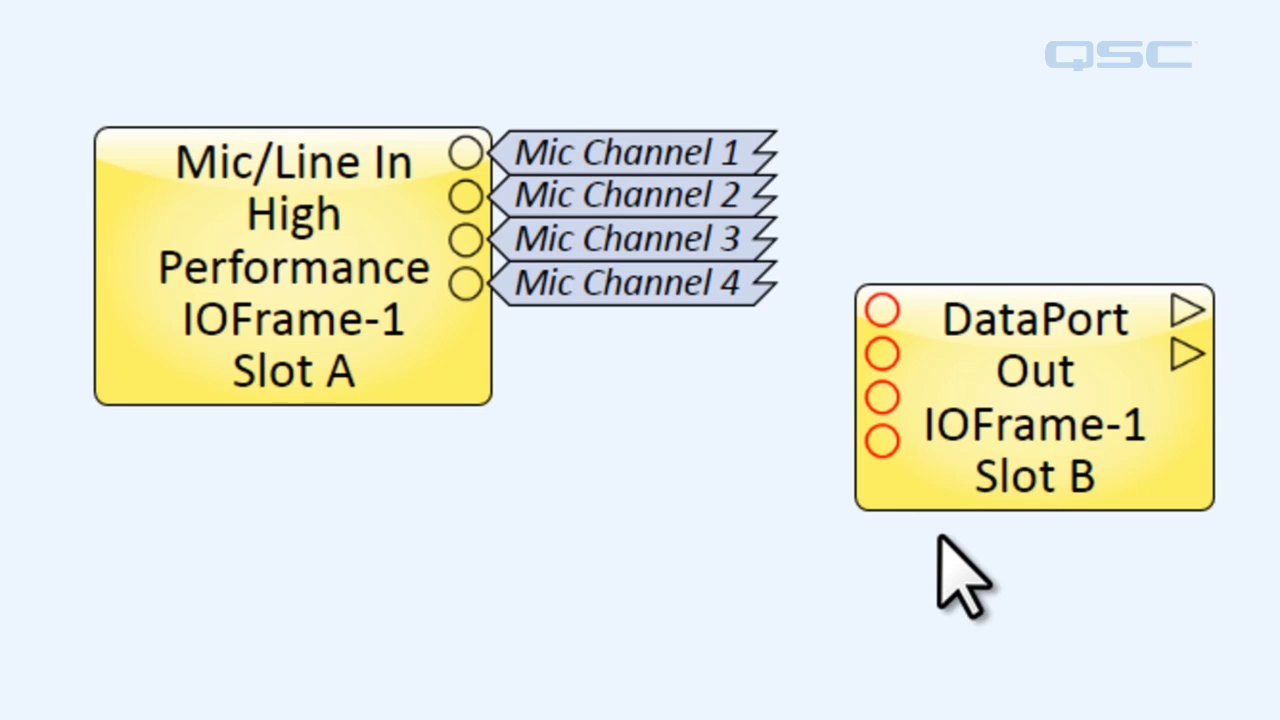 QSC
Mic/Line In
High
Performance
IOFrame-1
Slot A
Mic Channel 1
Mic Channel 2
Mic Channel 3
Mic Channel 4
DataPort
Out
IOFrame-1
Slot B